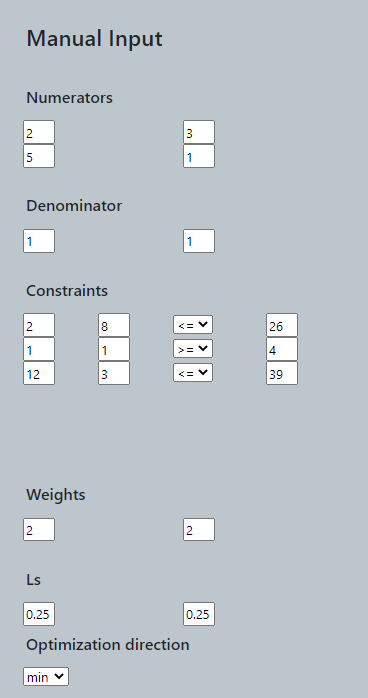 Manual Input
Numerators
2 3
5 1
Denominator
1 1
Constraints
2 8 <= 26
1 1 >= 4
12 3 <= 39
Weights
2 2
Ls
0.25 0.25
Optimization direction
min